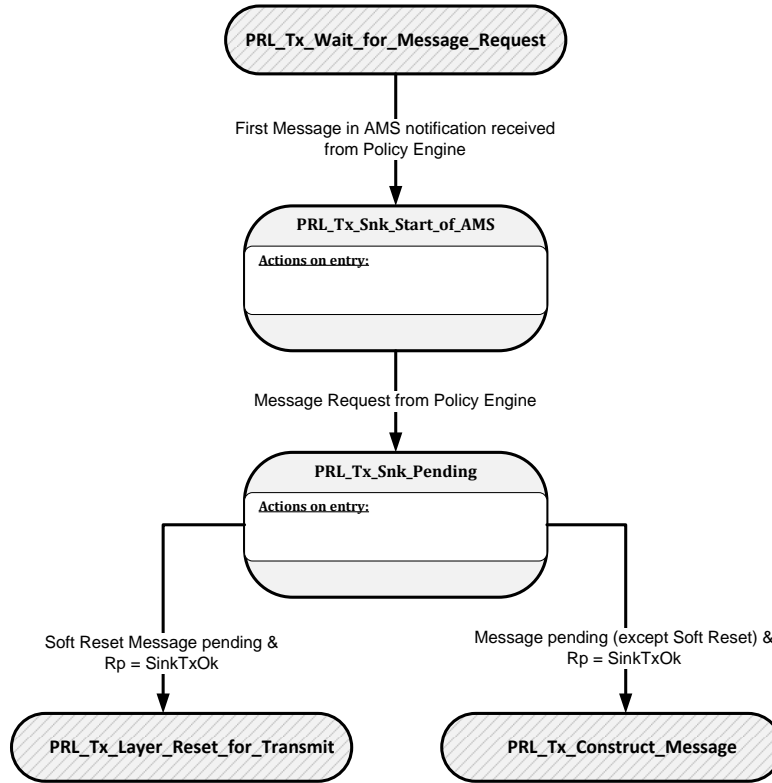 PRL_Tx_Wait_for_Message_Request
First Message in AMS notification received
from Policy Engine
PRL_Tx_Snk_Start_of_AMS
Actions on entry:
Message Request from Policy Engine
PRL_Tx_Snk_Pending
Actions on entry:
Soft Reset Message pending &
Rp = SinkTxOk
Message pending (except Soft Reset) &
Rp = SinkTxOk
PRL_Tx_Layer_Reset_for_Transmit
PRL_Tx_Construct_Message